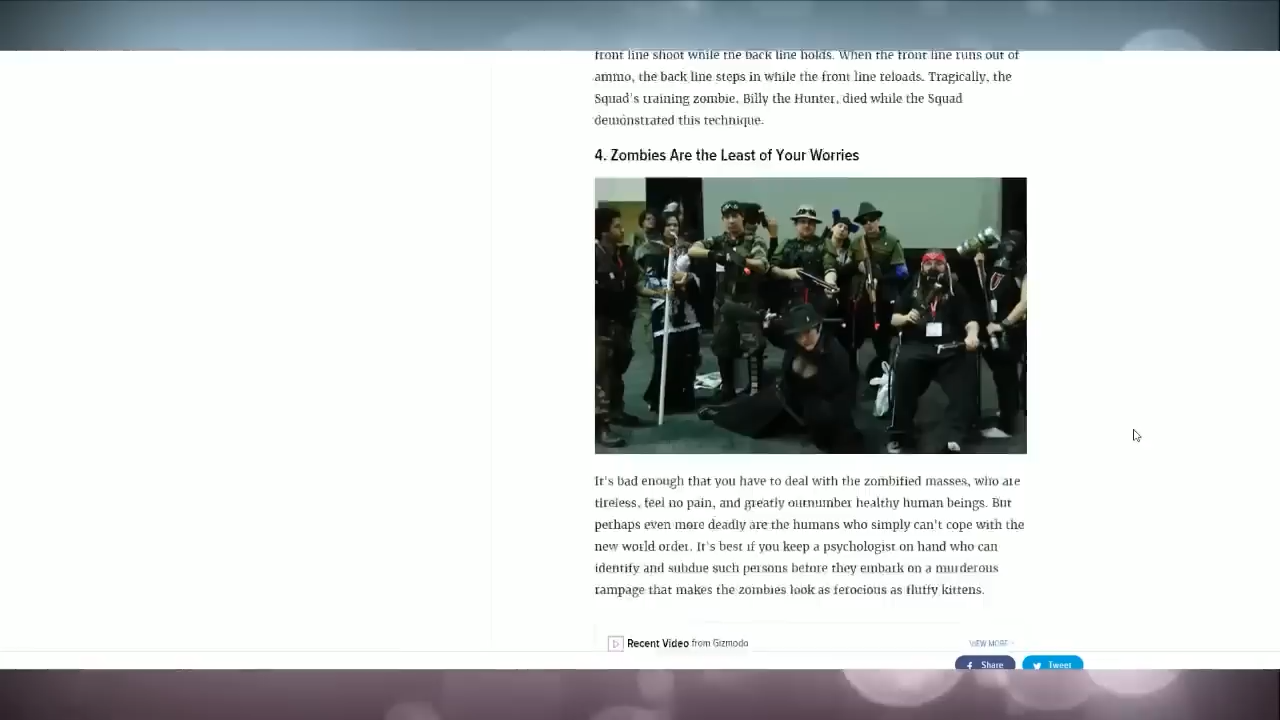 front line shoot while the back line holds. When the front line runs out of
ammo, the back line steps in while the front line reloads. Tragically, the
Squad's training zombie, Billy the Hunter, died while the Squad
demonstrated this technique.
4. Zombies Are the Least of Your Worries
It's bad enough that you have to deal with the zombified masses, who are
tireless, feel no pain, and greatly outnumber healthy human beings. But
perhaps even more deadly are the humans who simply can't cope with the
new world order. It's best if you keep a psychologist on hand who can
identify and subdue such persons before they embark on a murderous
rampage that makes the zombies look as ferocious as fluffy kittens.
Recent Video from Gizmodo VIEW MORE
Share Tweet